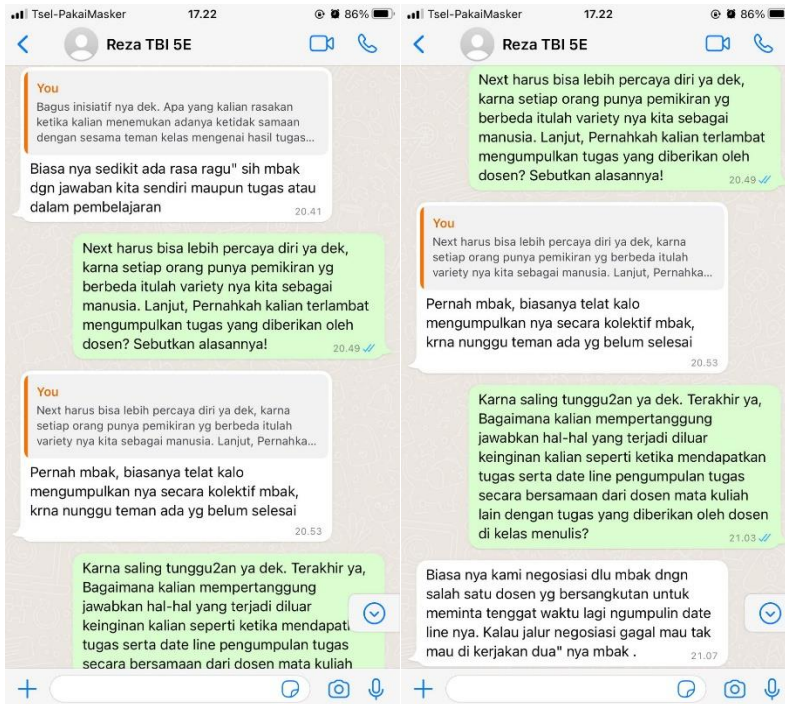 Tsel-PakaiMasker 17.22 86%
Reza TBI 5E
You
Bagus inisiatif nya dek. Apa yang kalian rasakan
ketika kalian menemukan adanya ketidak samaan
dengan sesama teman kelas mengenai hasil tugas...
Biasa nya sedikit ada rasa ragu" sih mbak
dgn jawaban kita sendiri maupun tugas atau
dalam pembelajaran
20.41
Next harus bisa lebih percaya diri ya dek,
karna setiap orang punya pemikiran yg
berbeda itulah variety nya kita sebagai
manusia. Lanjut, Pernahkah kalian terlambat
mengumpulkan tugas yang diberikan oleh
dosen? Sebutkan alasannya!
20.49
You
Next harus bisa lebih percaya diri ya dek, karna
setiap orang punya pemikiran yg berbeda itulah
variety nya kita sebagai manusia. Lanjut, Pernahka...
Pernah mbak, biasanya telat kalo
mengumpulkan nya secara kolektif mbak,
krna nunggu teman ada yg belum selesai
20.53
Karna saling tunggu2an ya dek. Terakhir ya,
Bagaimana kalian mempertanggung
jawabkan hal-hal yang terjadi diluar
keinginan kalian seperti ketika mendapat
tugas serta date line pengumpulan tugas
secara bersamaan dari dosen mata kuliah
Tsel-PakaiMasker 17.22 86%
Reza TBI 5E
Next harus bisa lebih percaya diri ya dek,
karna setiap orang punya pemikiran yg
berbeda itulah variety nya kita sebagai
manusia. Lanjut, Pernahkah kalian terlambat
mengumpulkan tugas yang diberikan oleh
dosen? Sebutkan alasannya!
20.49
You
Next harus bisa lebih percaya diri ya dek, karna
setiap orang punya pemikiran yg berbeda itulah
variety nya kita sebagai manusia. Lanjut, Pernahka...
Pernah mbak, biasanya telat kalo
mengumpulkan nya secara kolektif mbak,
krna nunggu teman ada yg belum selesai
20.53
Karna saling tunggu2an ya dek. Terakhir ya,
Bagaimana kalian mempertanggung
jawabkan hal-hal yang terjadi diluar
keinginan kalian seperti ketika mendapatkan
tugas serta date line pengumpulan tugas
secara bersamaan dari dosen mata kuliah
lain dengan tugas yang diberikan oleh dosen
di kelas menulis?
21.03
Biasa nya kami negosiasi dlu mbak dngn
salah satu dosen yg bersangkutan untuk
meminta tenggat waktu lagi ngumpulin date
line nya. Kalau jalur negosiasi gagal mau tak
mau di kerjakan dua" nya mbak .
21.07